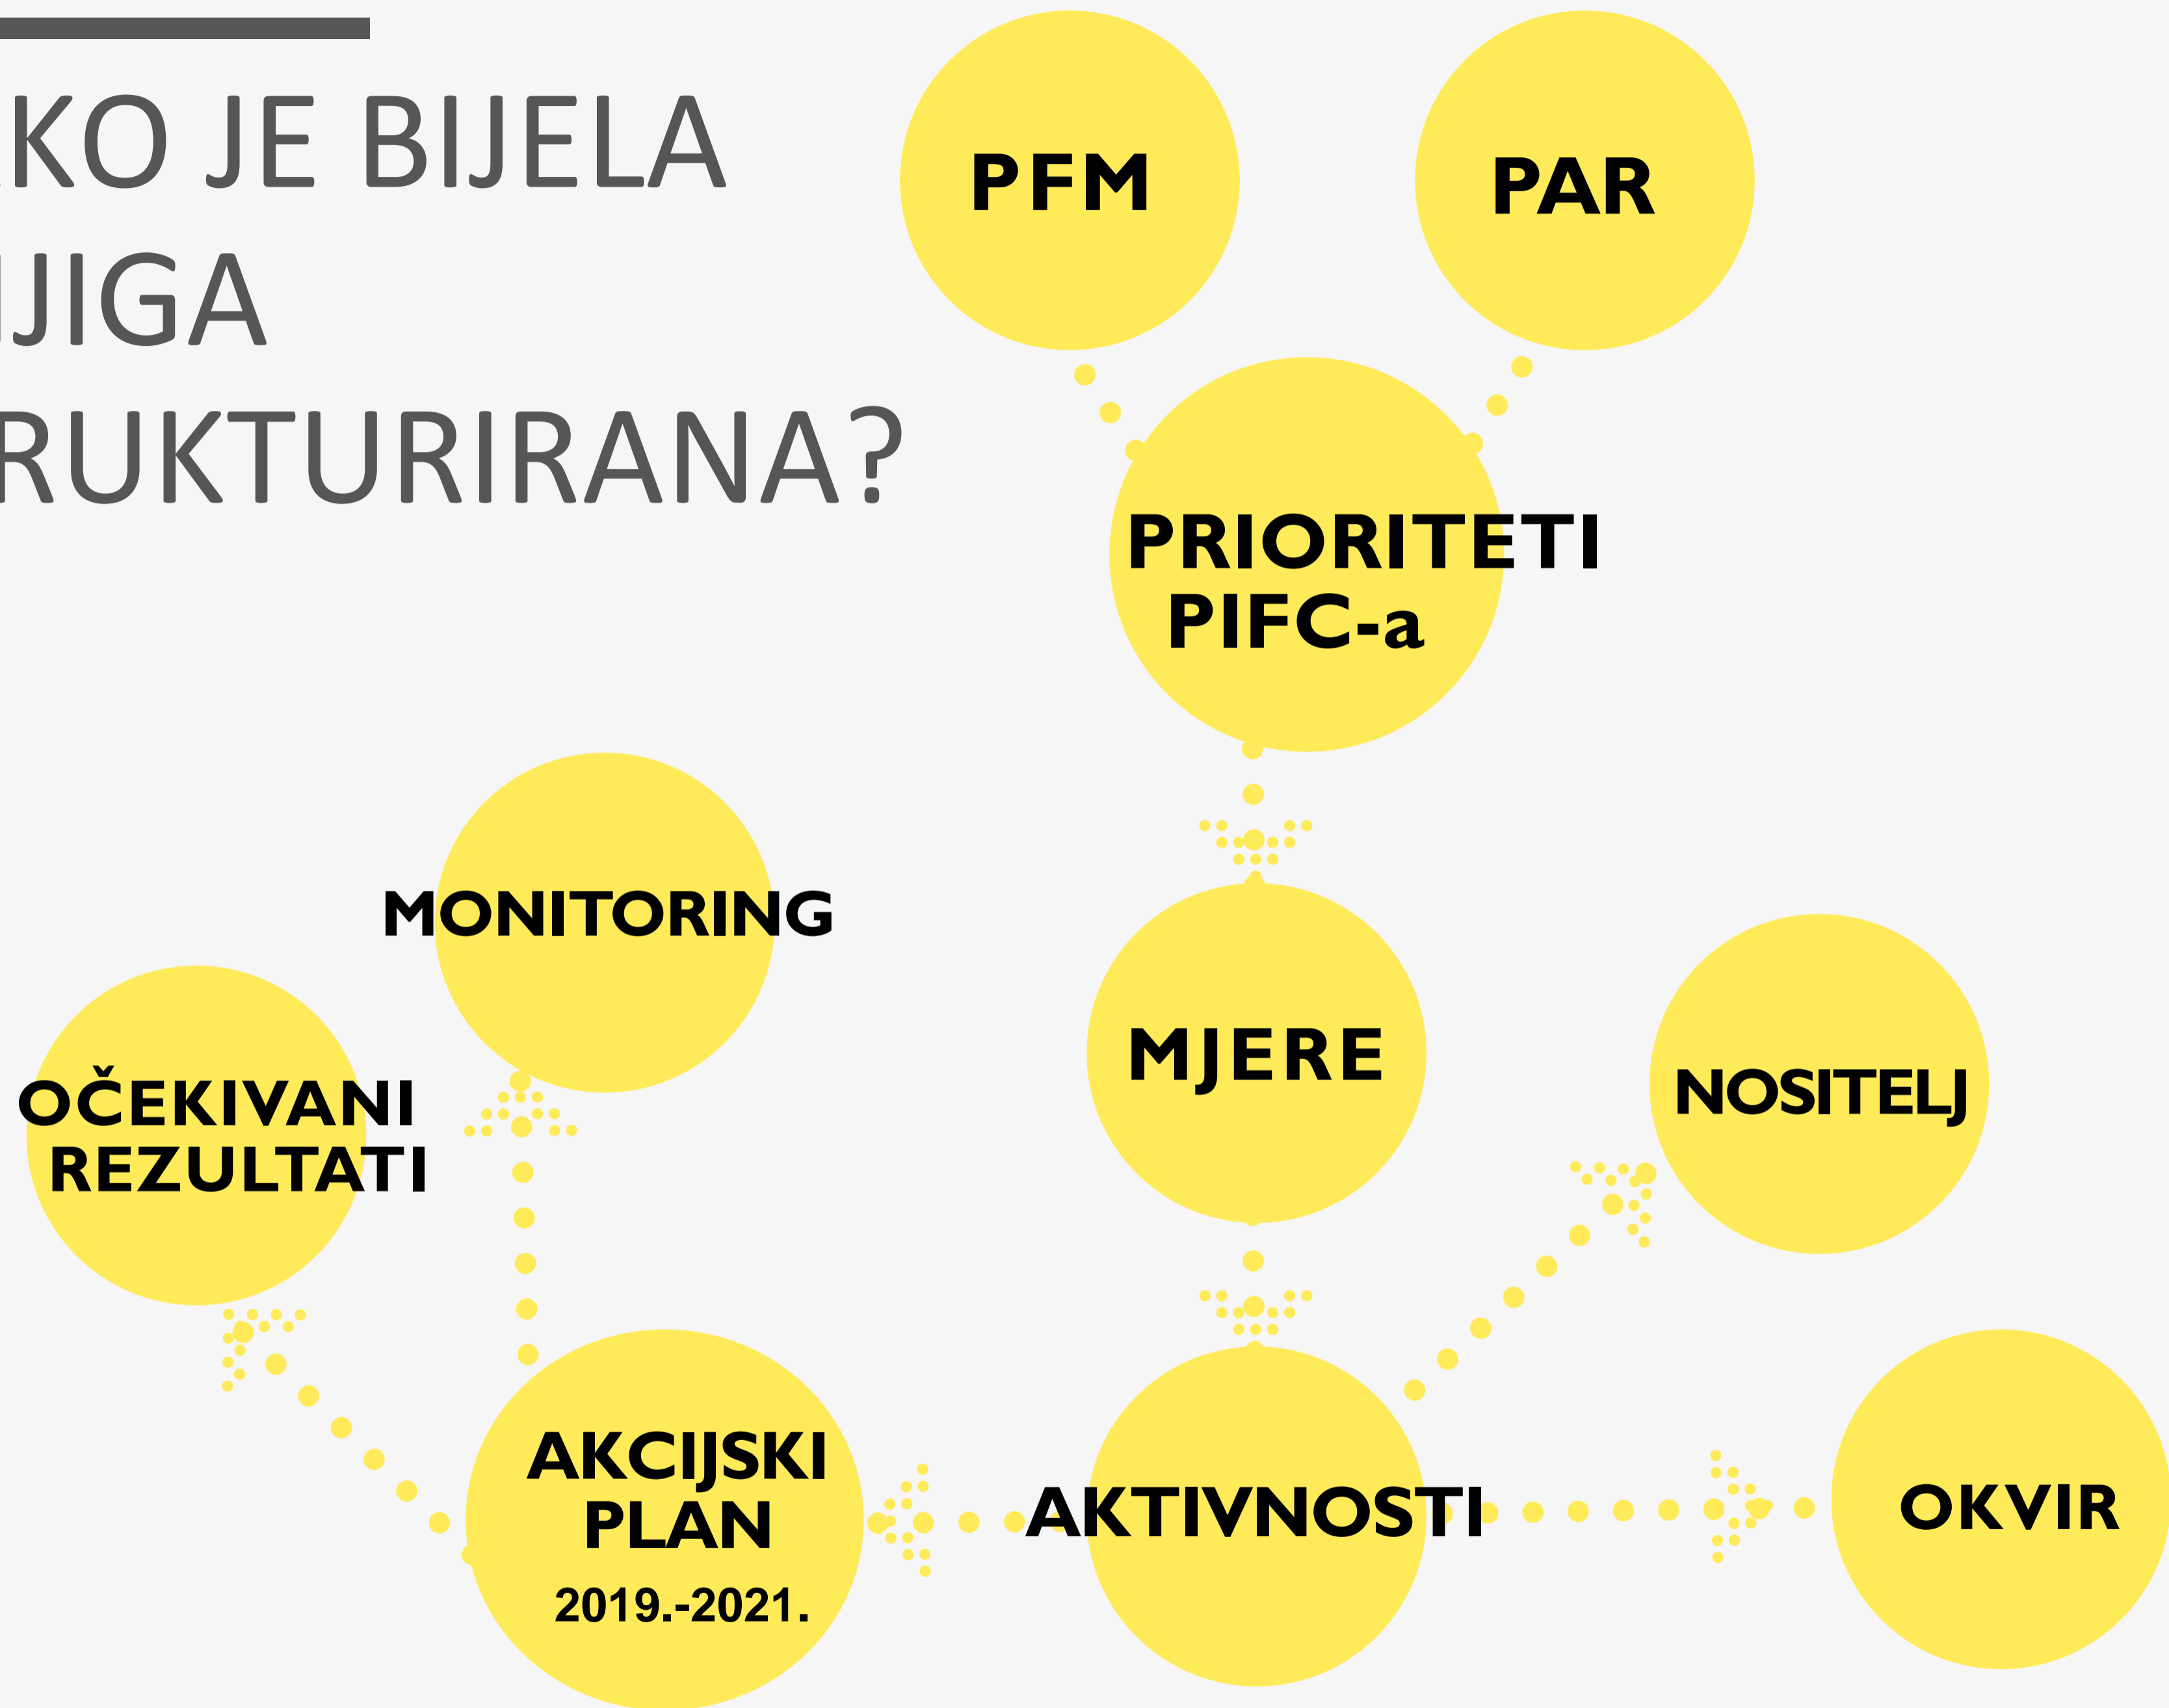 KO JE BIJELA
JIGA
RUKTURIRANA?
PFM
PAR
PRIORITETI
PIFC-a
MONITORING
MJERE
NOSITELJ
OČEKIVANI
REZULTATI
AKCIJSKI
PLAN
2019.-2021.
AKTIVNOSTI
OKVIR